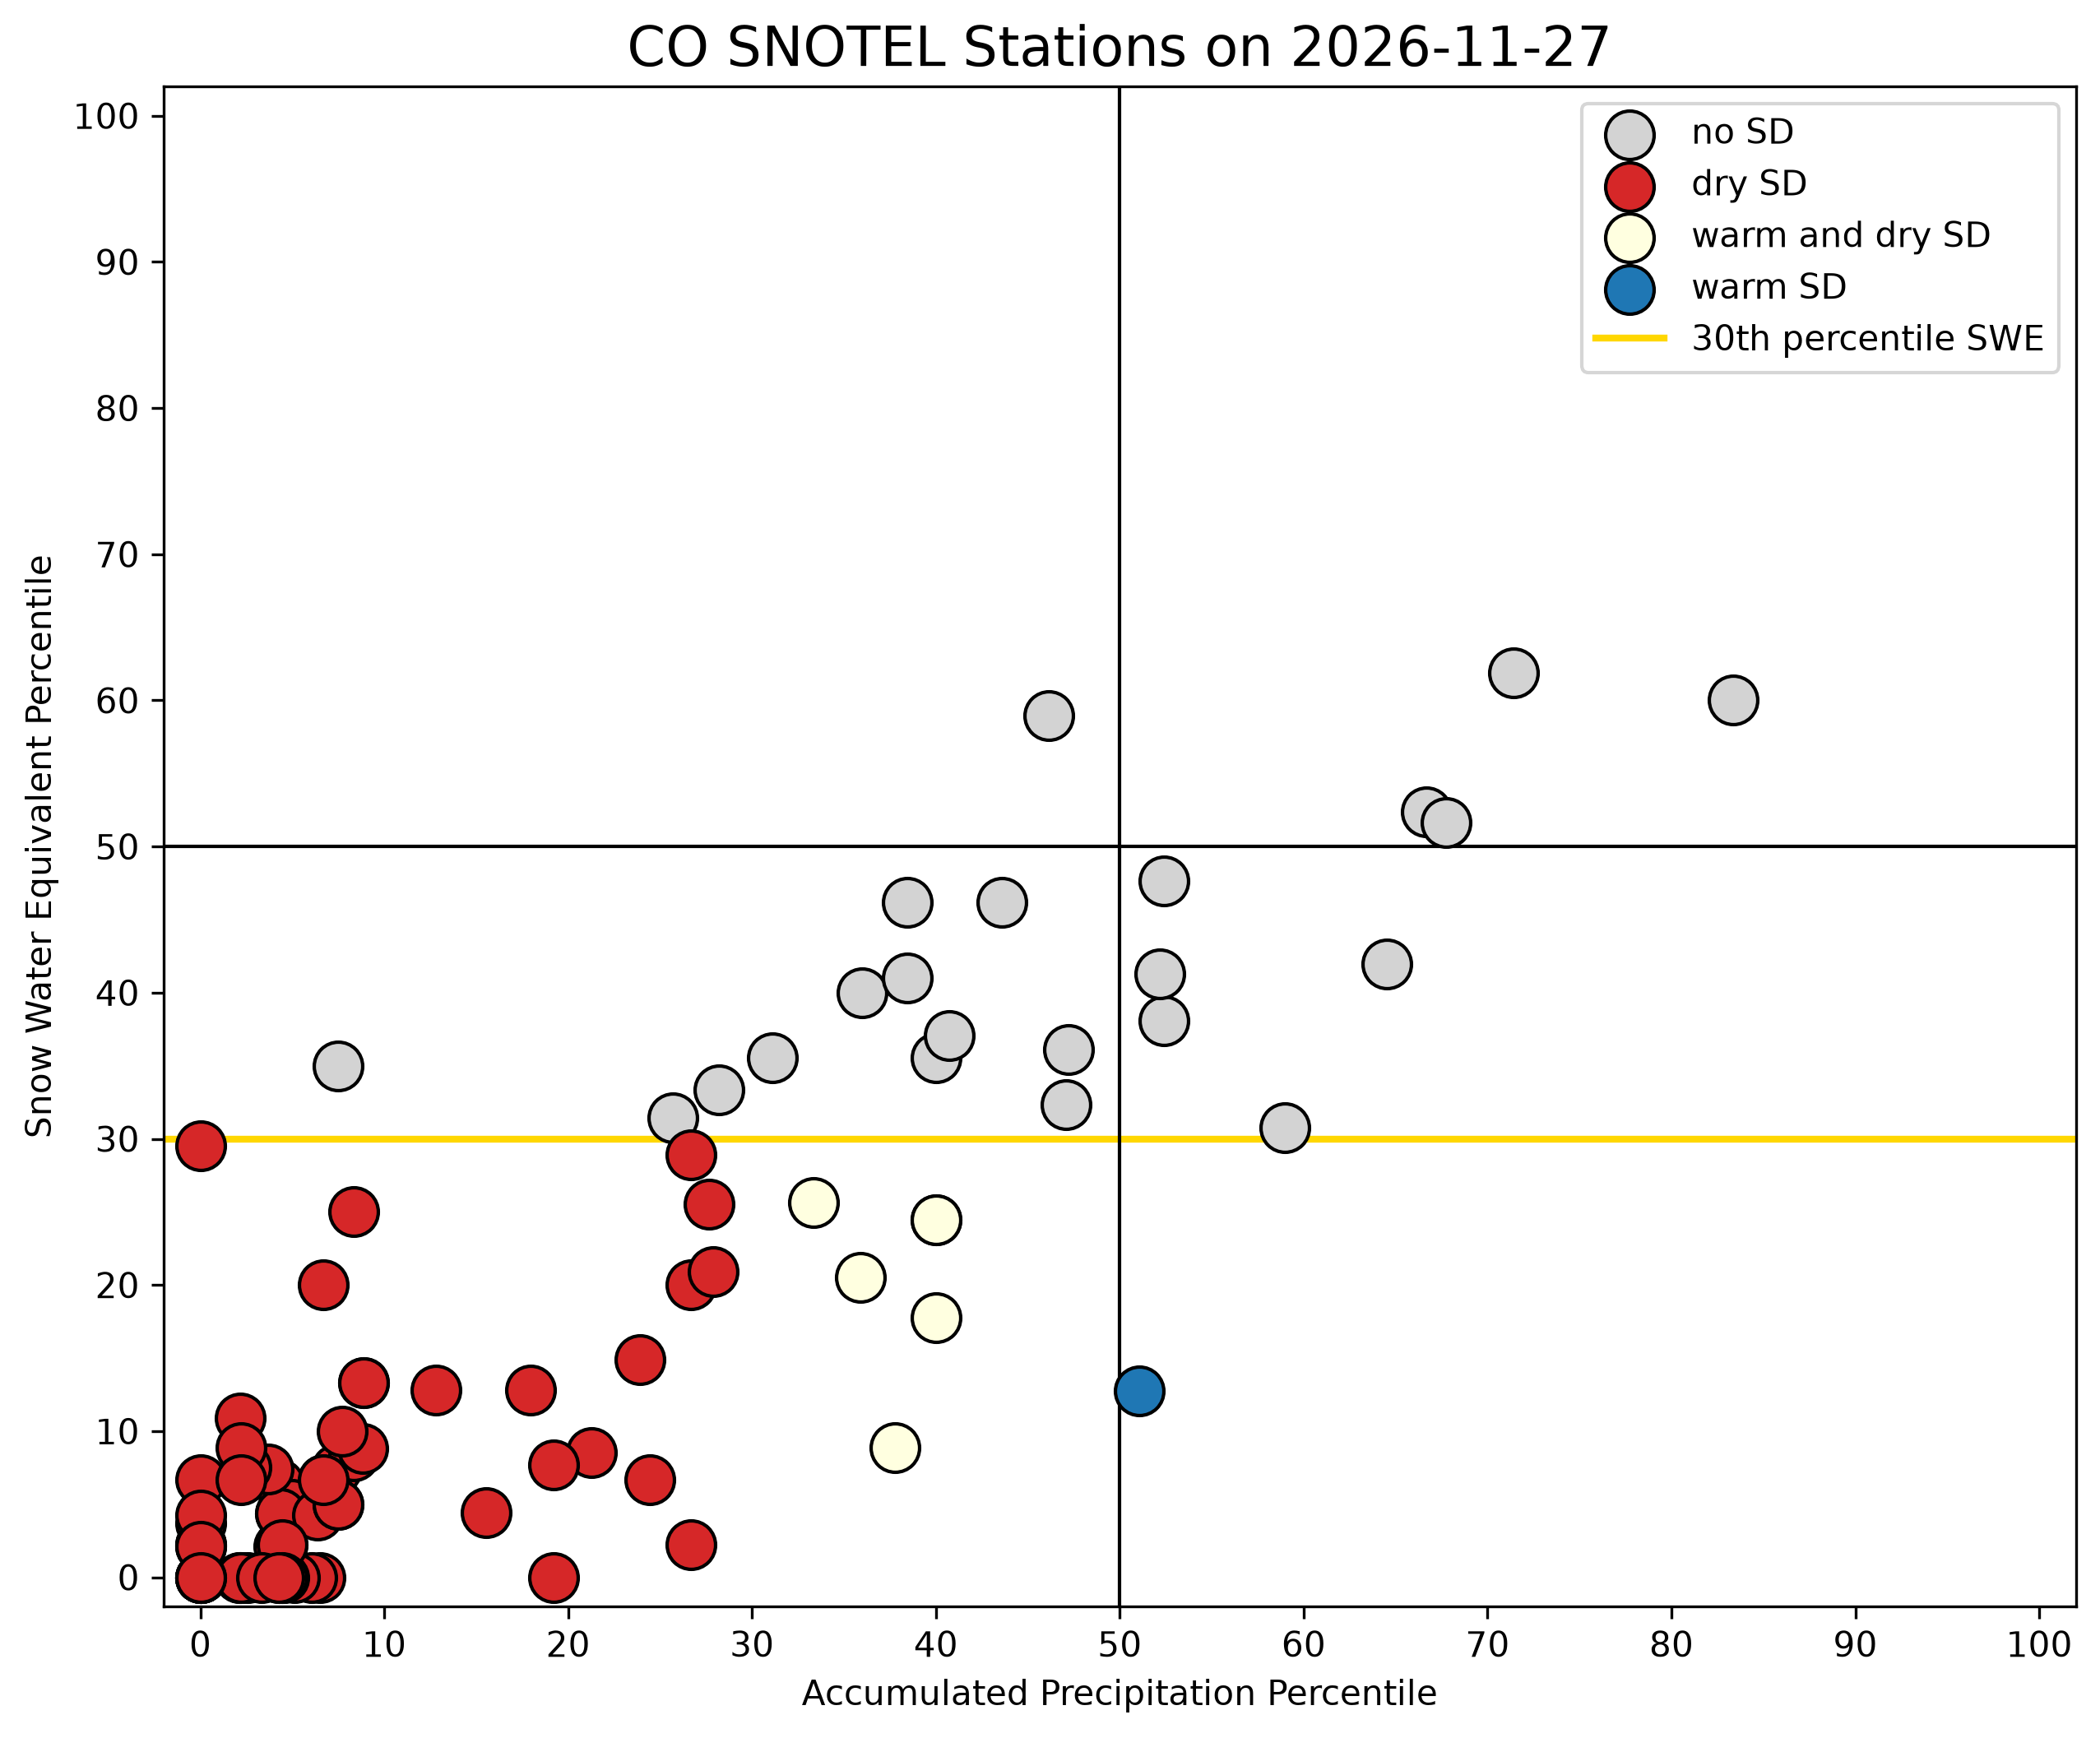 CO SNOTEL Stations on 2026-11-27
no SD
dry SD
warm and dry SD
warm SD
30th percentile SWE
Snow Water Equivalent Percentile
100
90
80
70
60
50
40
30
20
10
0
0 10 20 30 40 50 60 70 80 90 100
Accumulated Precipitation Percentile